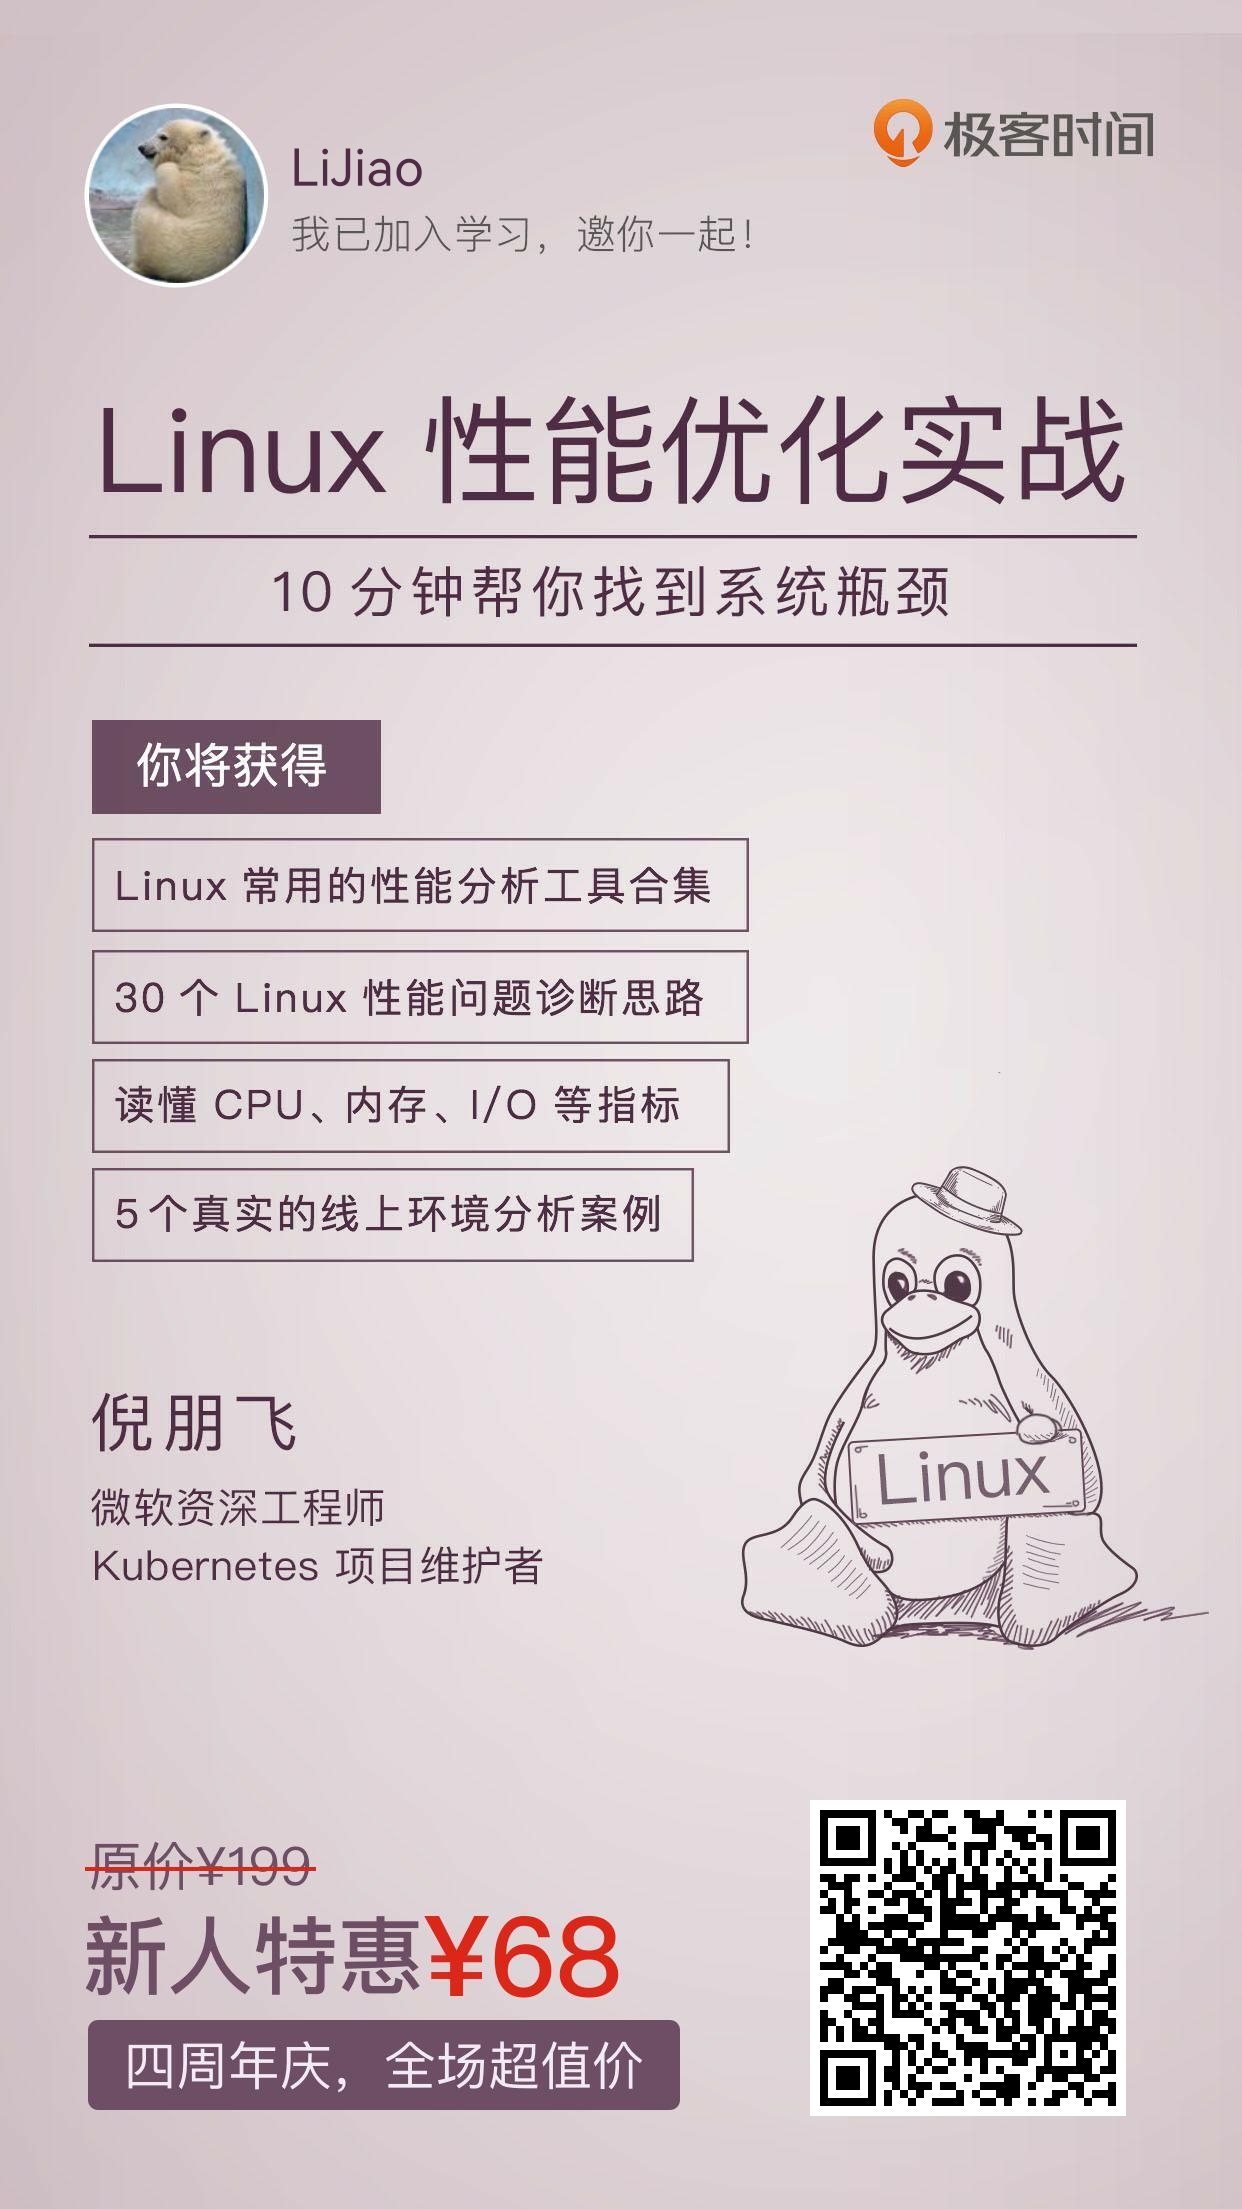 极客时间
LiJiao
我已加入学习，邀你一起！
Linux 性能优化实战
10 分钟帮你找到系统瓶颈
你将获得
Linux 常用的性能分析工具合集
30 个 Linux 性能问题诊断思路
读懂 CPU、内存、I/O 等指标
5个真实的线上环境分析案例
倪朋飞
微软资深工程师
Kubernetes 项目维护者
Linux
原价¥199
新人特惠¥68
四周年庆，全场超值价